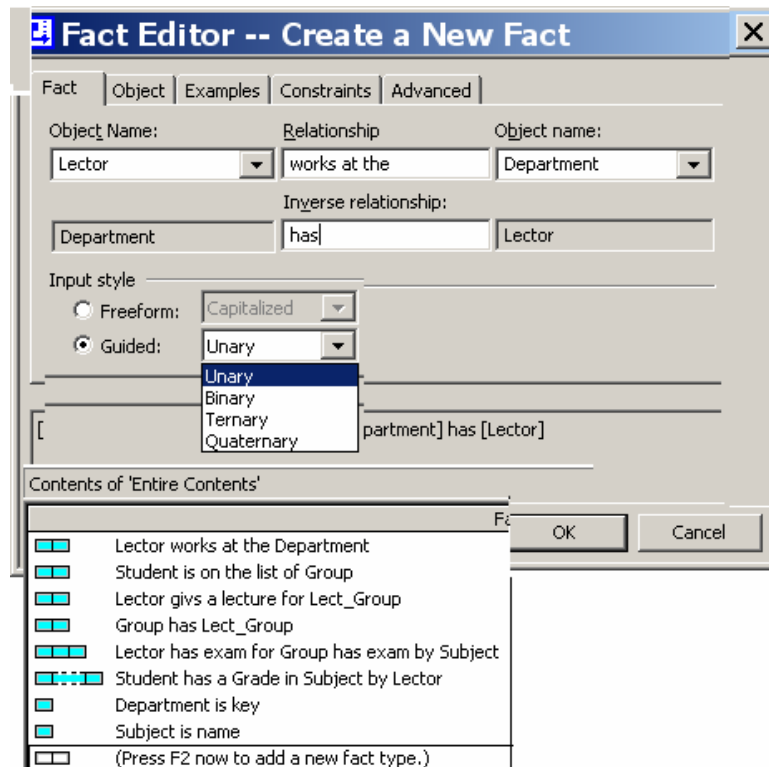 Fact Editor -- Create a New Fact
Fact Object Examples Constraints Advanced
Object Name: Relationship Object name:
Lector works at the Department
Inverse relationship:
Department has Lector
Input style
Freeform: Capitalized
Guided: Unary
Unary
Binary
Ternary
Quaternary
[ partment] has [Lector]
Contents of 'Entire Contents'
OK Cancel
Lector works at the Department
Student is on the list of Group
Lector givs a lecture for Lect_Group
Group has Lect_Group
Lector has exam for Group has exam by Subject
Student has a Grade in Subject by Lector
Department is key
Subject is name
(Press F2 now to add a new fact type.)